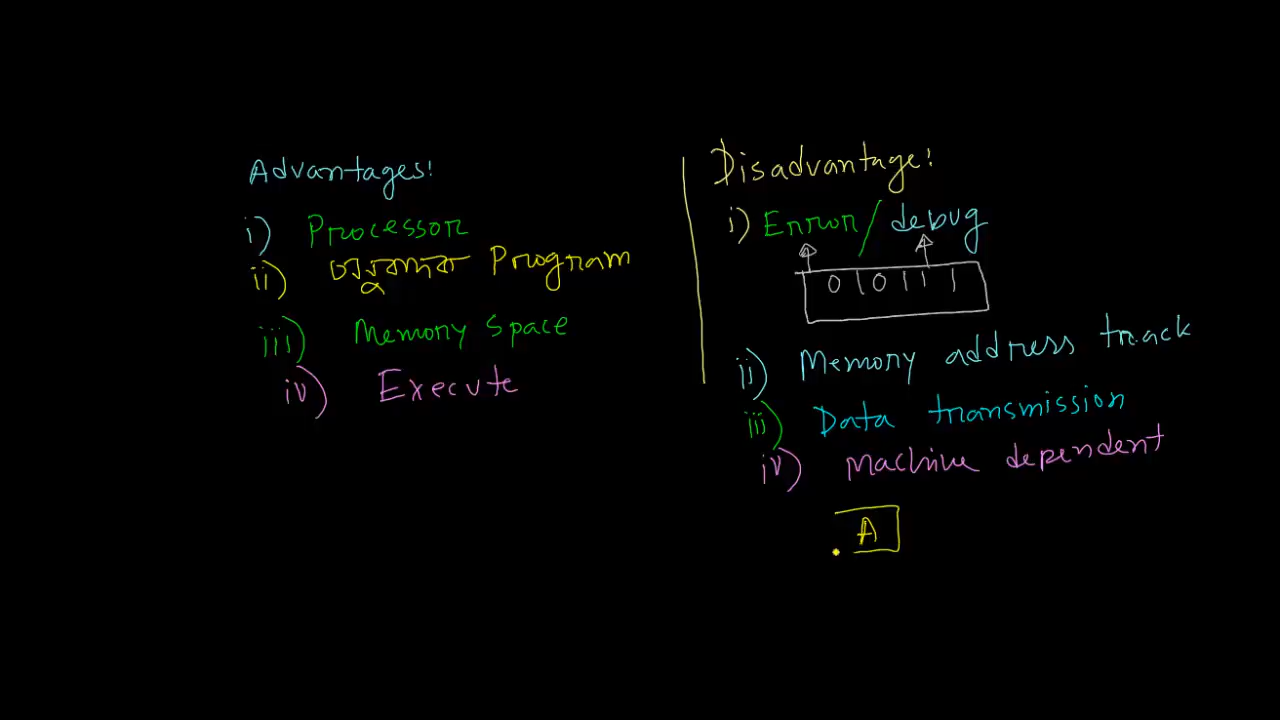 Advantages:
i) Processor
ii) অনুবাদক Program
iii) Memory Space
iv) Execute
Disadvantage:
i) Error/debug
0 1 0 1 1 1
ii) Memory address track
iii) Data transmission
iv) Machine dependent
A